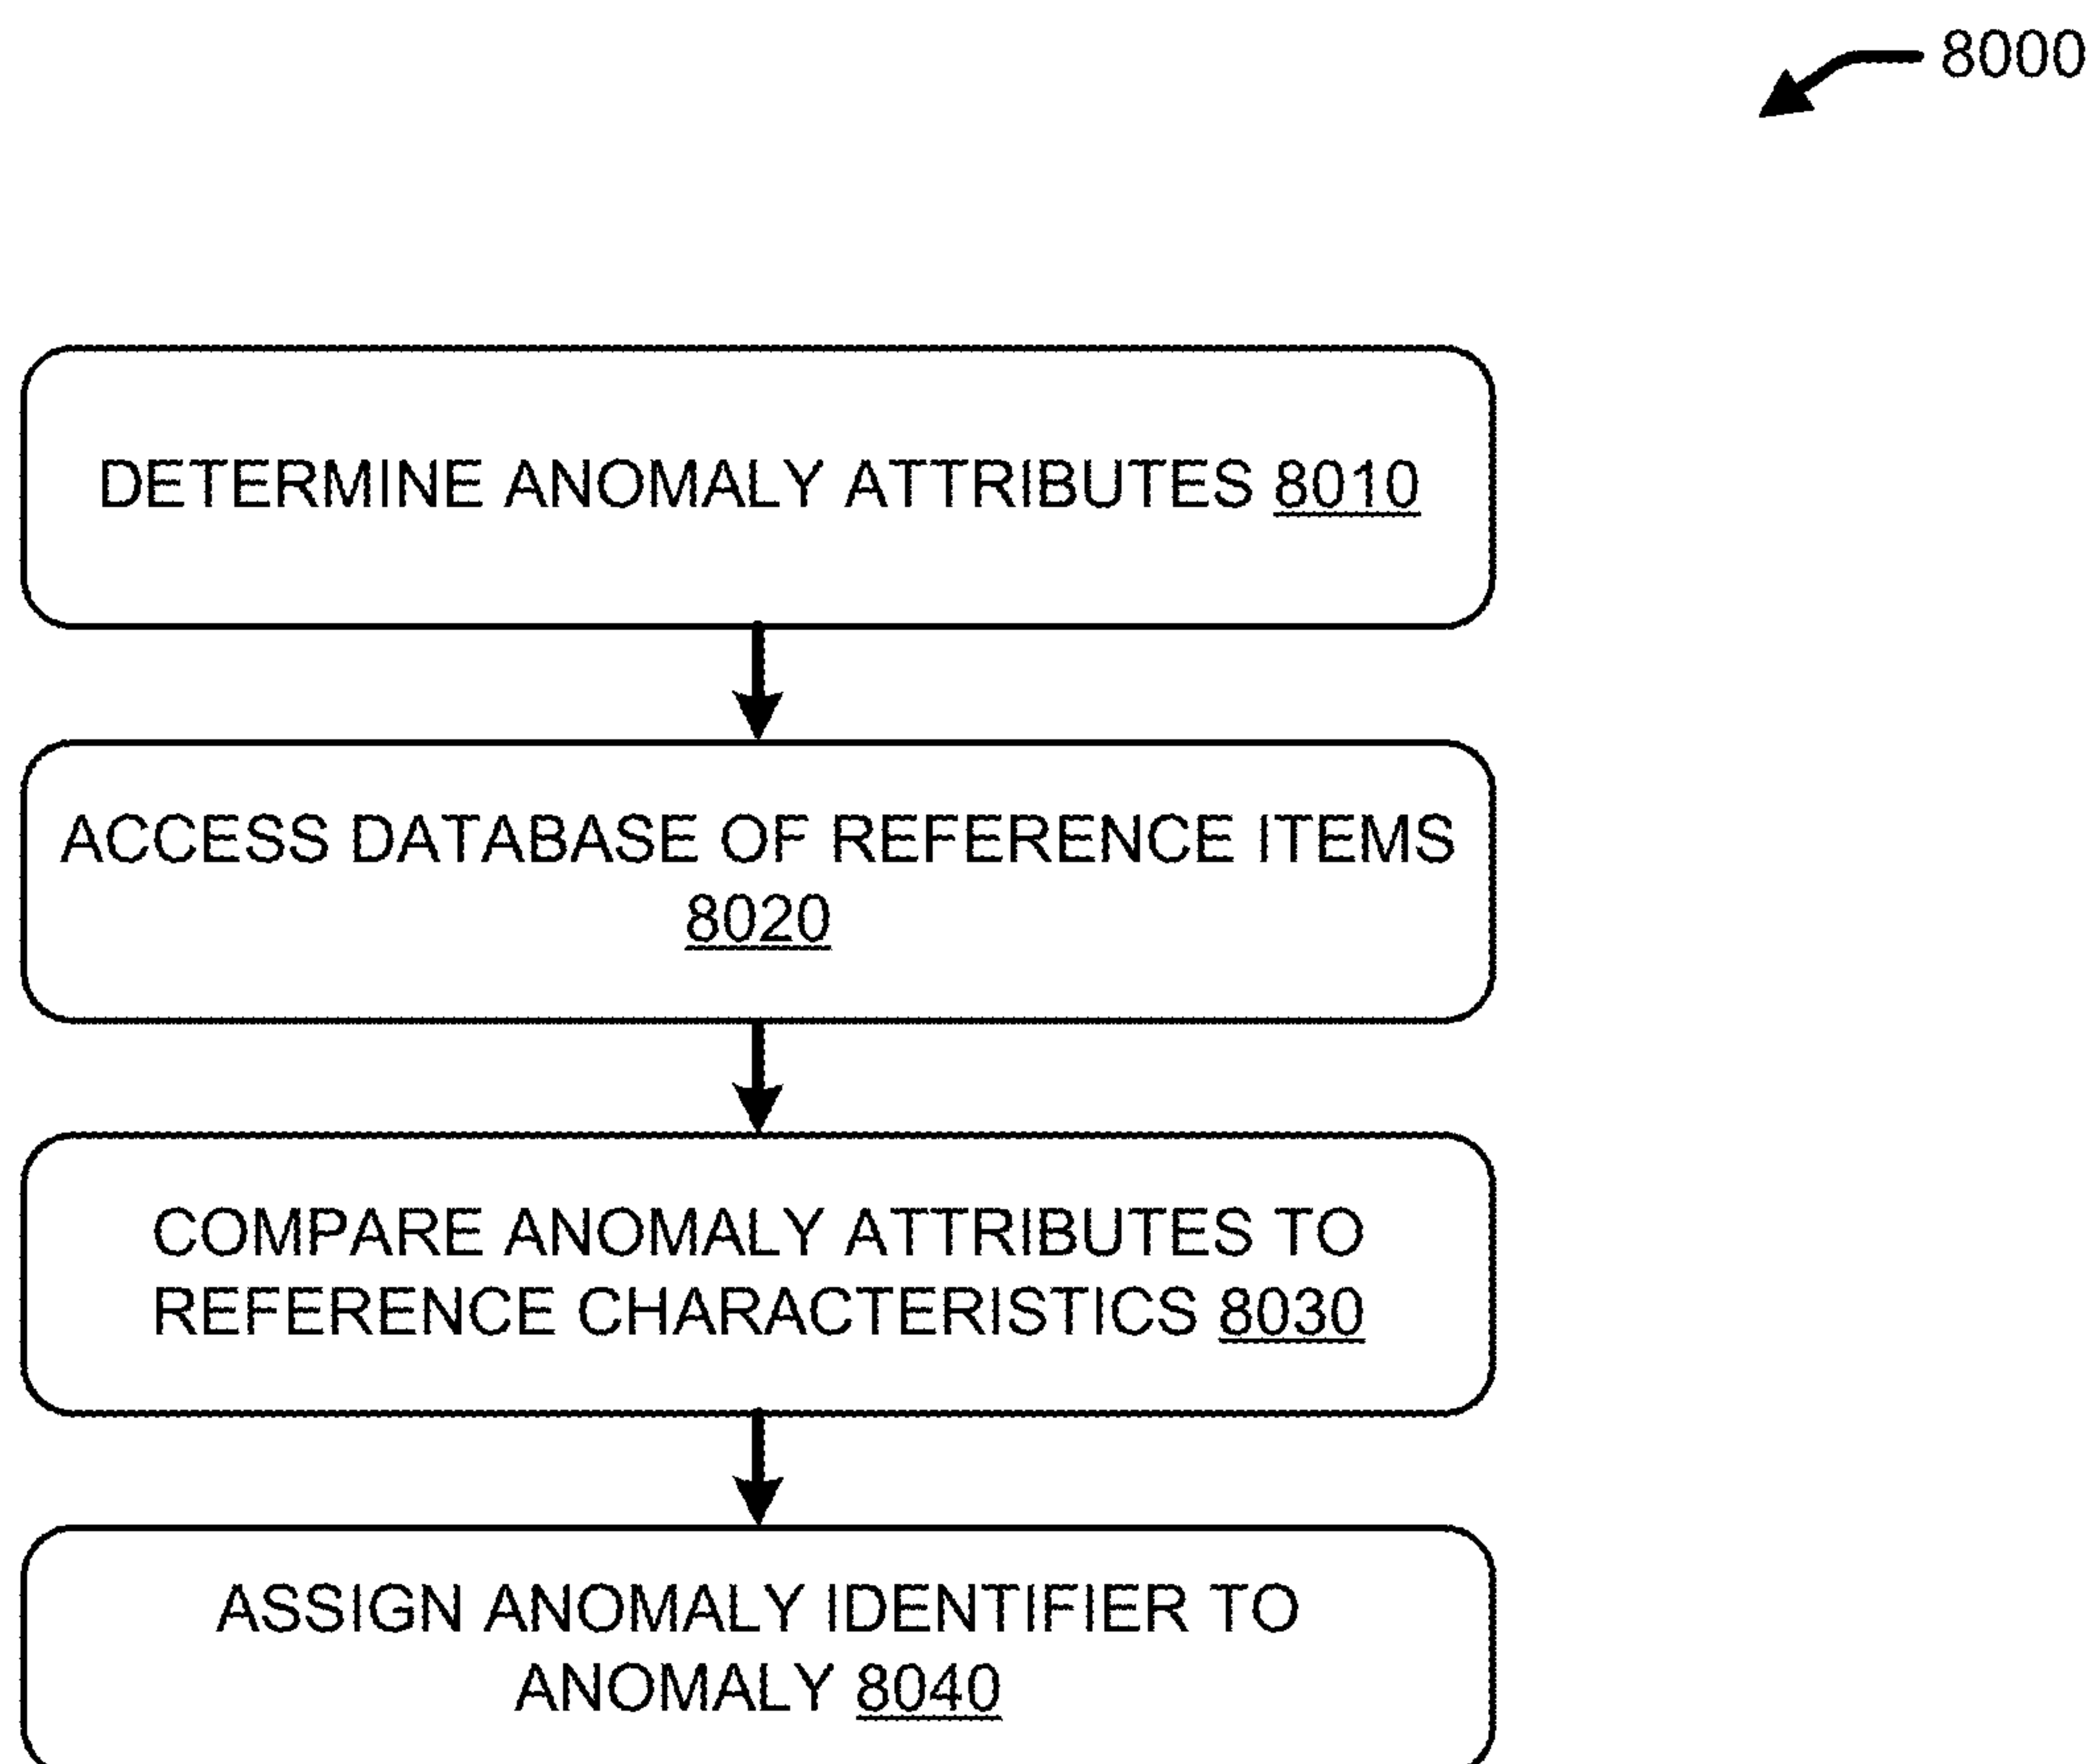 8000
DETERMINE ANOMALY ATTRIBUTES 8010
ACCESS DATABASE OF REFERENCE ITEMS
8020
COMPARE ANOMALY ATTRIBUTES TO
REFERENCE CHARACTERISTICS 8030
ASSIGN ANOMALY IDENTIFIER TO
ANOMALY 8040